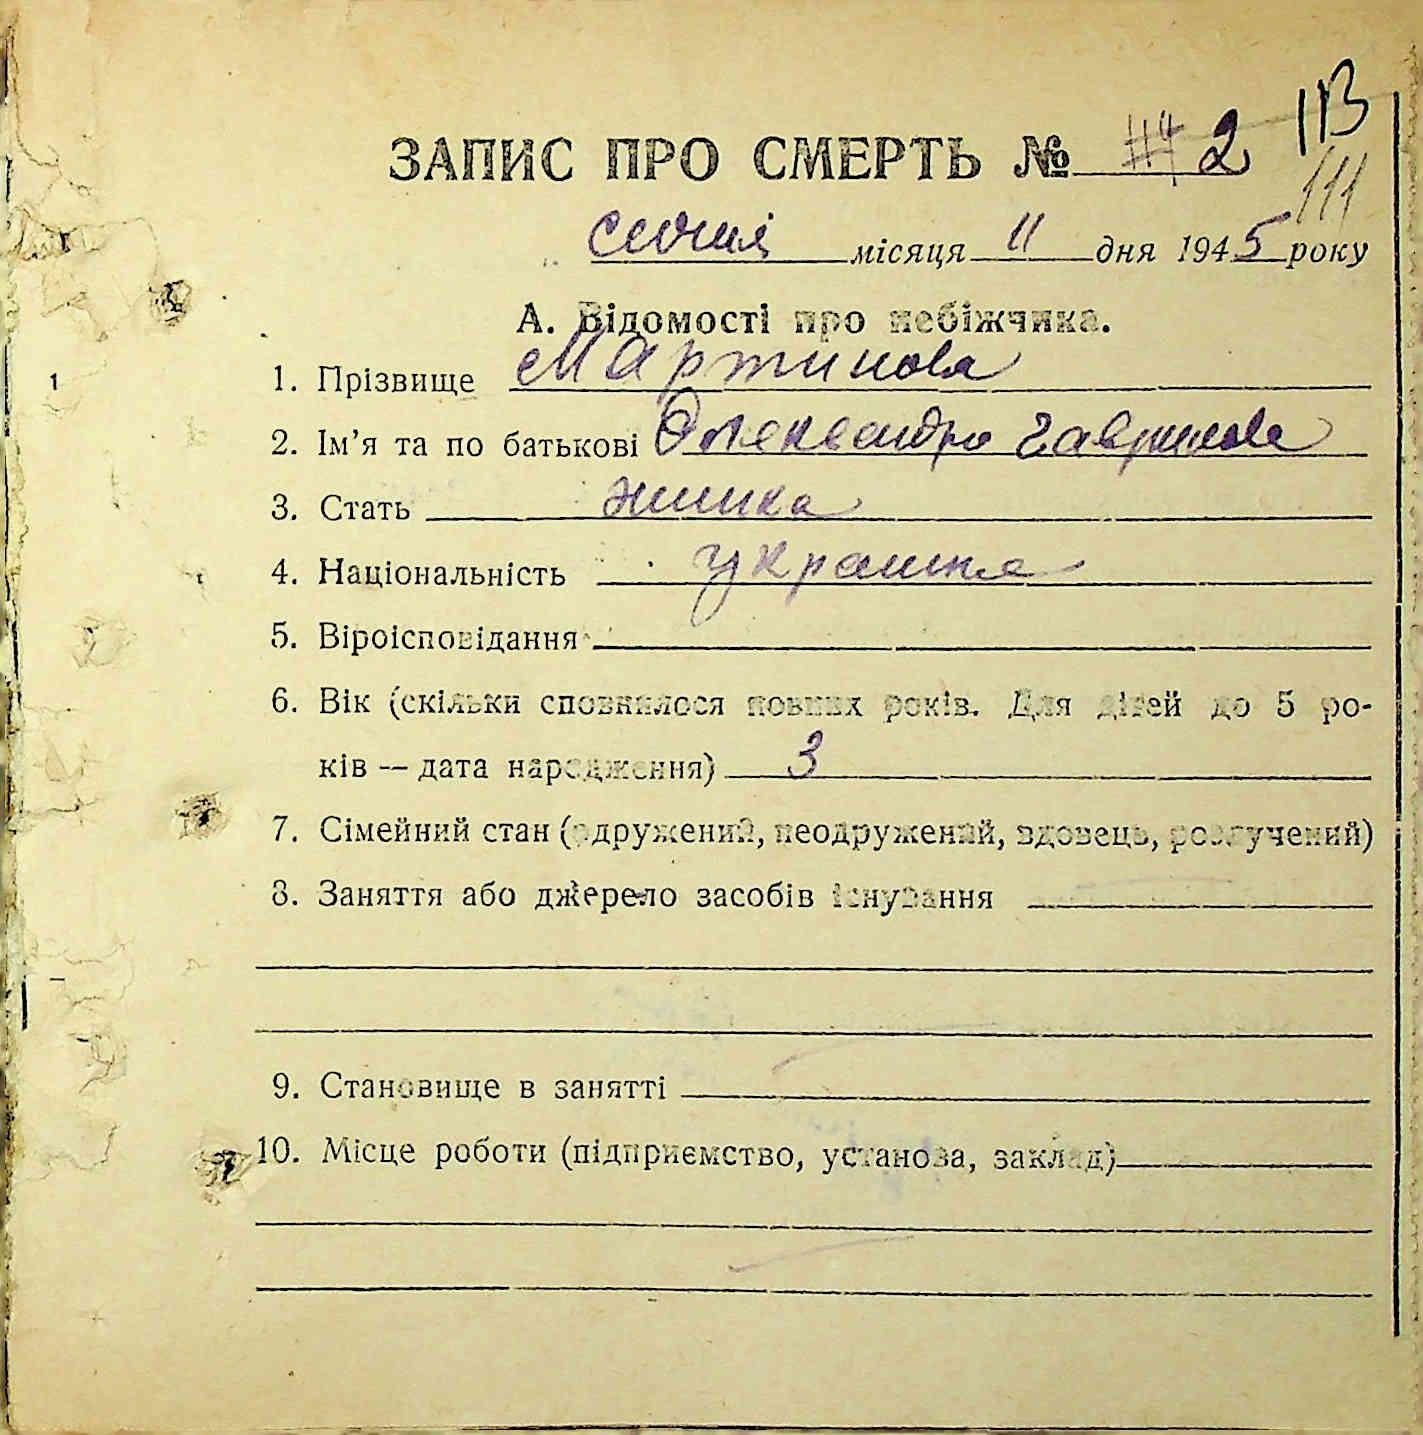 113
ЗАПИС ПРО СМЕРТЬ № 2
111
січня місяця 11 дня 1945 року
А. Відомості про небіжчика.
1. Прізвище Мартинова
2. Ім'я та по батькові Олександра
3. Стать жінка
4. Національність українка
5. Віроісповідання
6. Вік (скільки сповнилося повних років. Для дітей до 5 ро-
ків — дата народження) 3
7. Сімейний стан (одружений, неодружений, вдовець, розлучений)
8. Заняття або джерело засобів існування
9. Становище в занятті
10. Місце роботи (підприємство, установа, заклад)